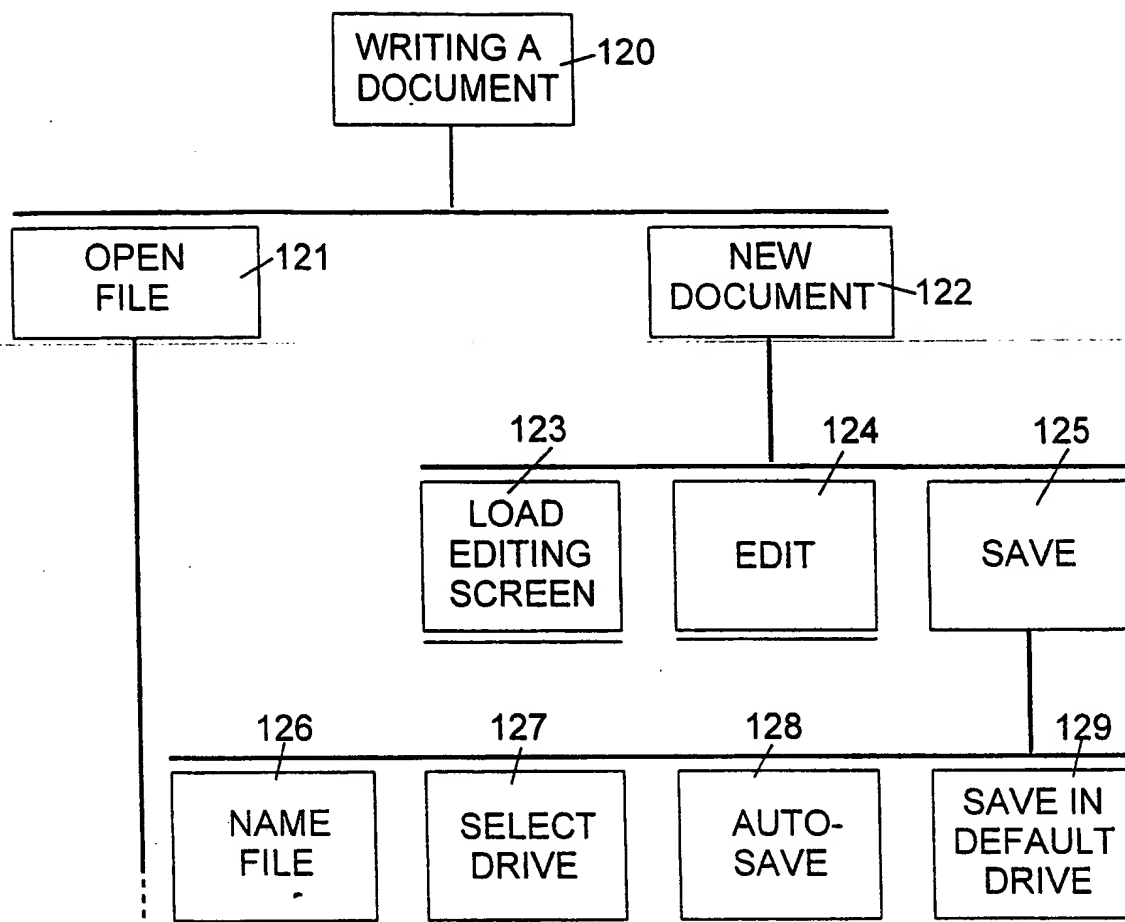 WRITING A
DOCUMENT
120
OPEN
FILE
121
NEW
DOCUMENT
122
123
124
125
LOAD
EDITING
SCREEN
EDIT
SAVE
126
127
128
129
NAME
FILE
SELECT
DRIVE
AUTO-
SAVE
SAVE IN
DEFAULT
DRIVE